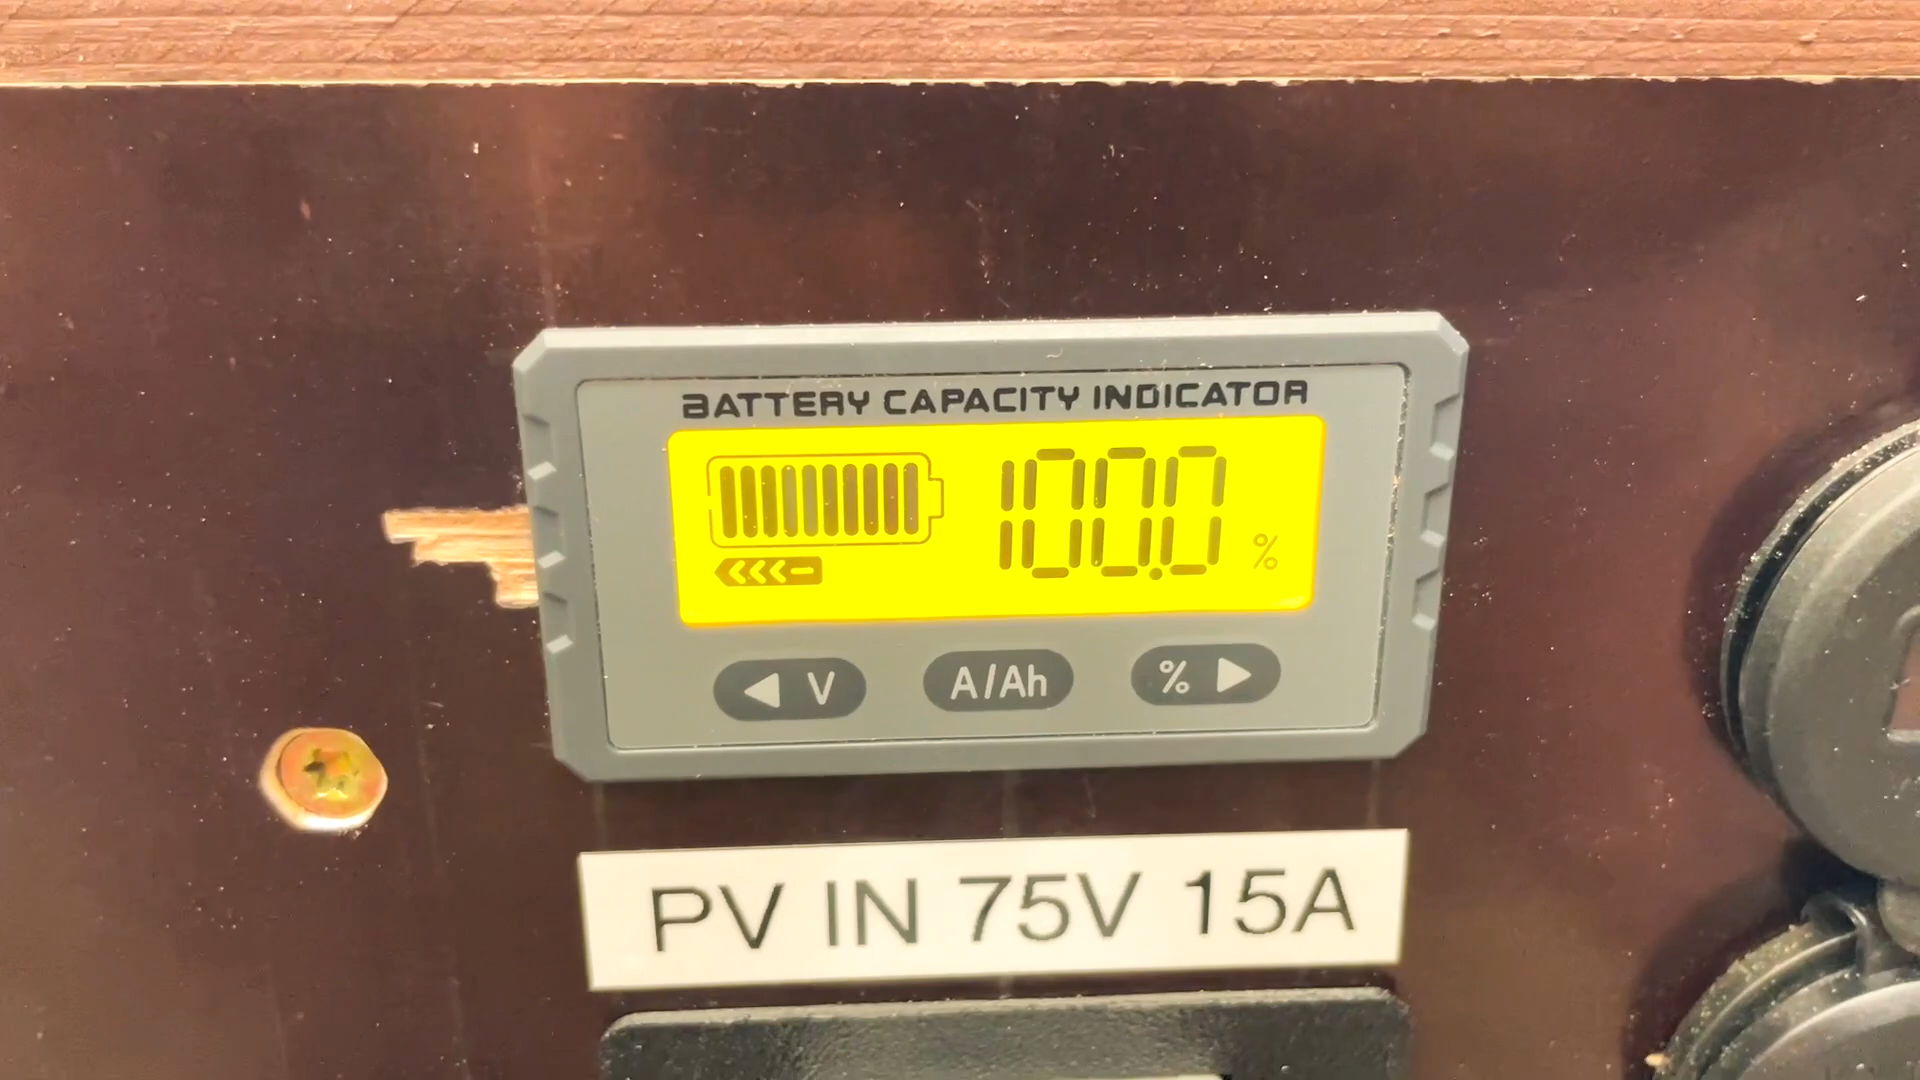 BATTERY CAPACITY INDICATOR
100.0 %
V A/Ah %
PV IN 75V 15A